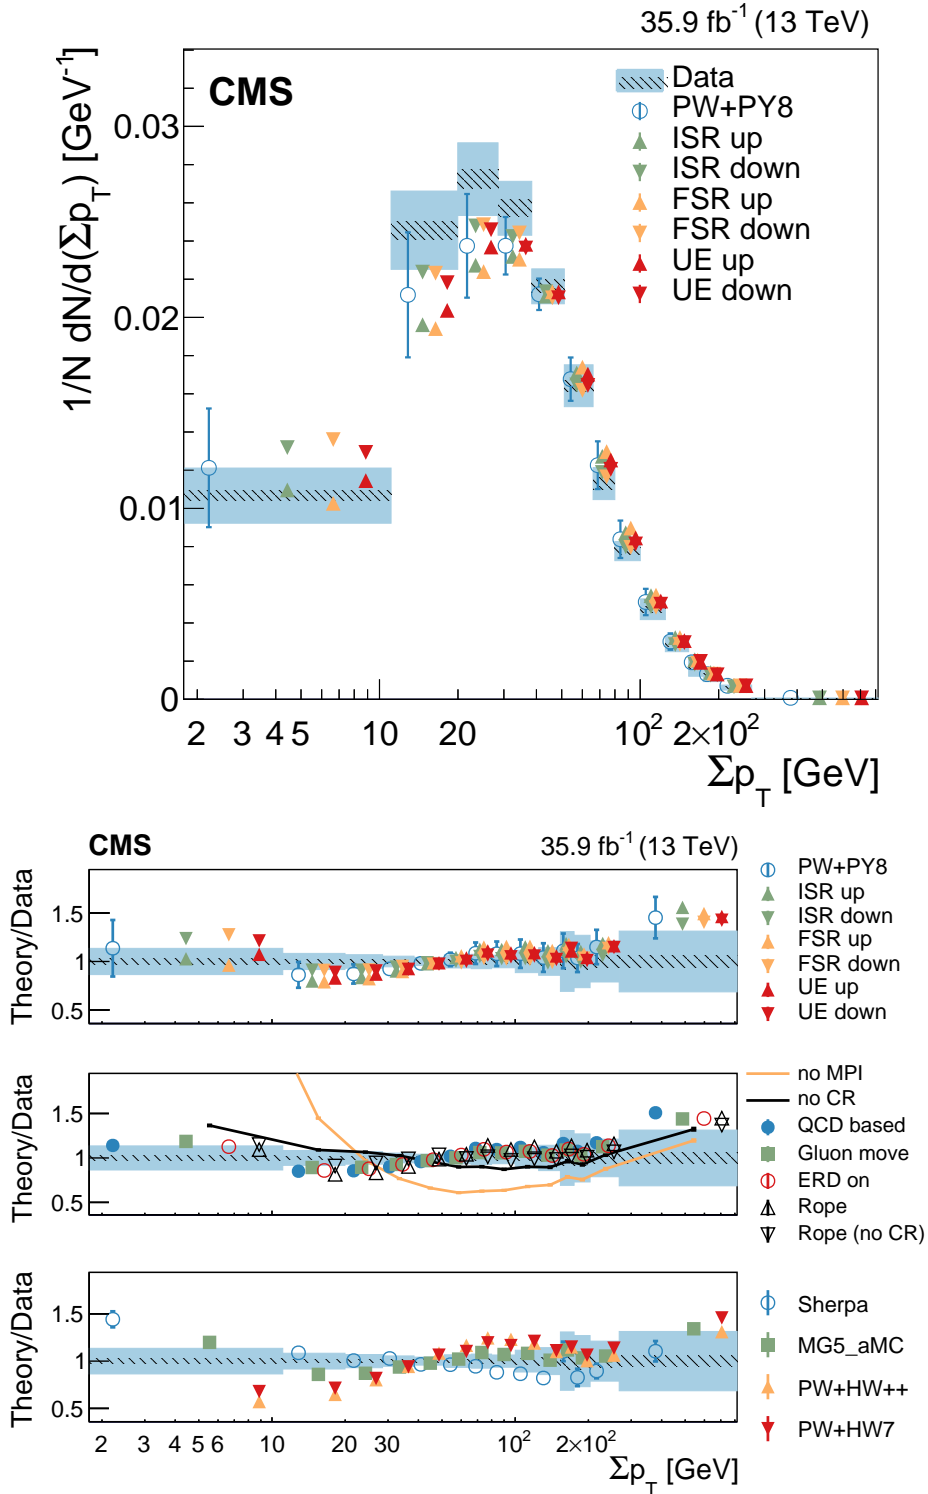 35.9 fb⁻¹ (13 TeV)
CMS
1/N dN/d(Σp_T) [GeV⁻¹]
Data
PW+PY8
ISR up
ISR down
FSR up
FSR down
UE up
UE down
0.03
0.02
0.01
0
2 3 4 5 10 20 10² 2×10²
Σp_T [GeV]
CMS 35.9 fb⁻¹ (13 TeV)
Theory/Data
1.5
1
0.5
PW+PY8
ISR up
ISR down
FSR up
FSR down
UE up
UE down
Theory/Data
1.5
1
0.5
no MPI
no CR
QCD based
Gluon move
ERD on
Rope
Rope (no CR)
Theory/Data
1.5
1
0.5
Sherpa
MG5_aMC
PW+HW++
PW+HW7
2 3 4 5 6 10 20 30 10² 2×10²
Σp_T [GeV]